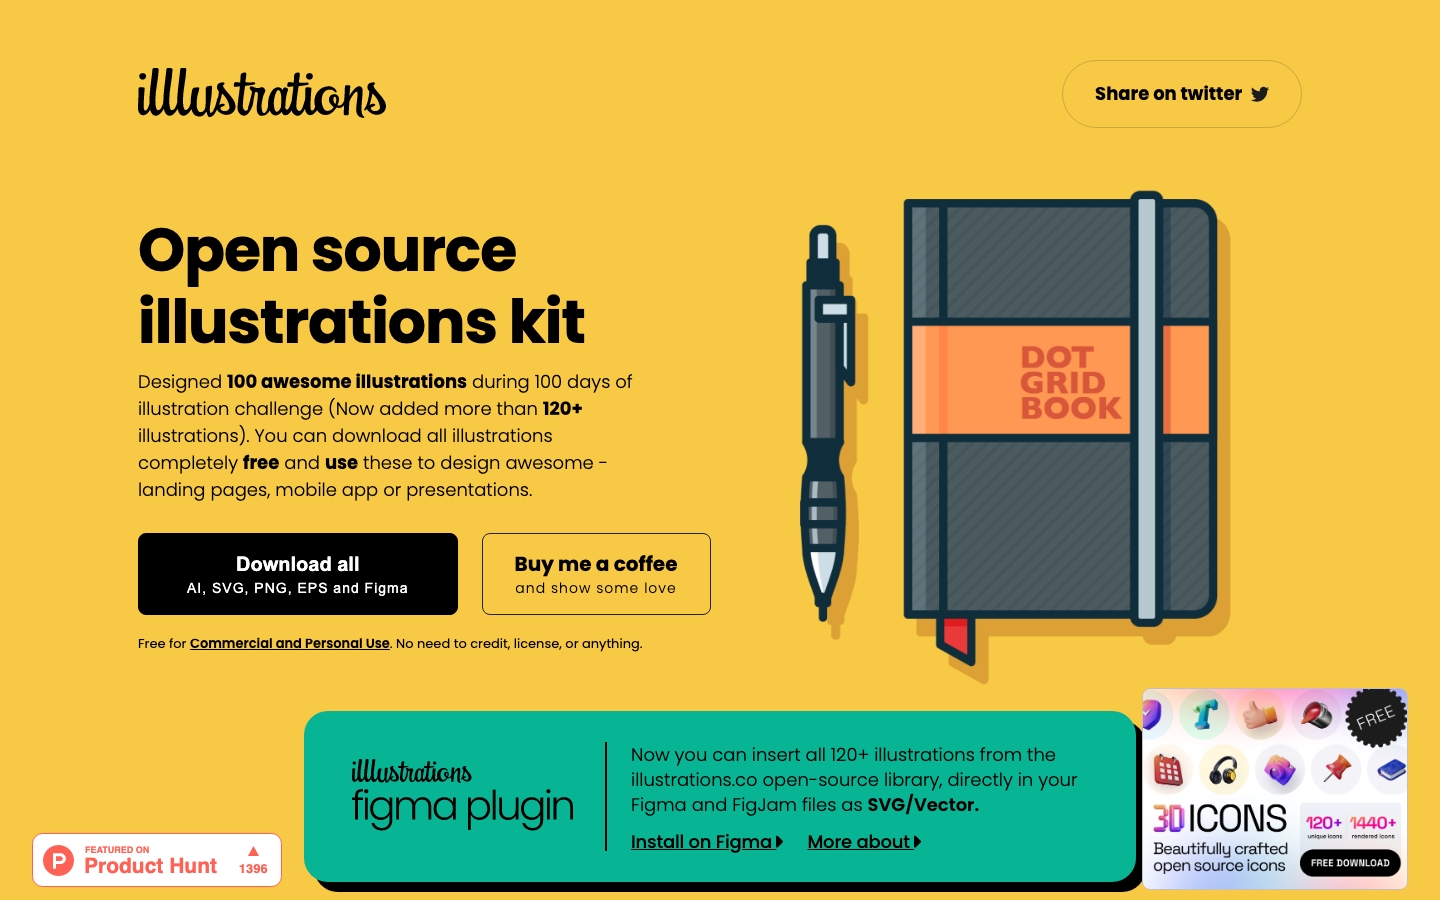 illlustrations
Share on twitter
Open source
illustrations kit
Designed 100 awesome illustrations during 100 days of
illustration challenge (Now added more than 120+
illustrations). You can download all illustrations
completely free and use these to design awesome -
landing pages, mobile app or presentations.
Download all
AI, SVG, PNG, EPS and Figma
Buy me a coffee
and show some love
Free for Commercial and Personal Use. No need to credit, license, or anything.
DOT
GRID
BOOK
illlustrations
figma plugin
Now you can insert all 120+ illustrations from the
illustrations.co open-source library, directly in your
Figma and FigJam files as SVG/Vector.
Install on Figma
More about
FREE
3D ICONS
Beautifully crafted
open source icons
120+
unique icons
1440+
rendered icons
FREE DOWNLOAD
P
FEATURED ON
Product Hunt
1396